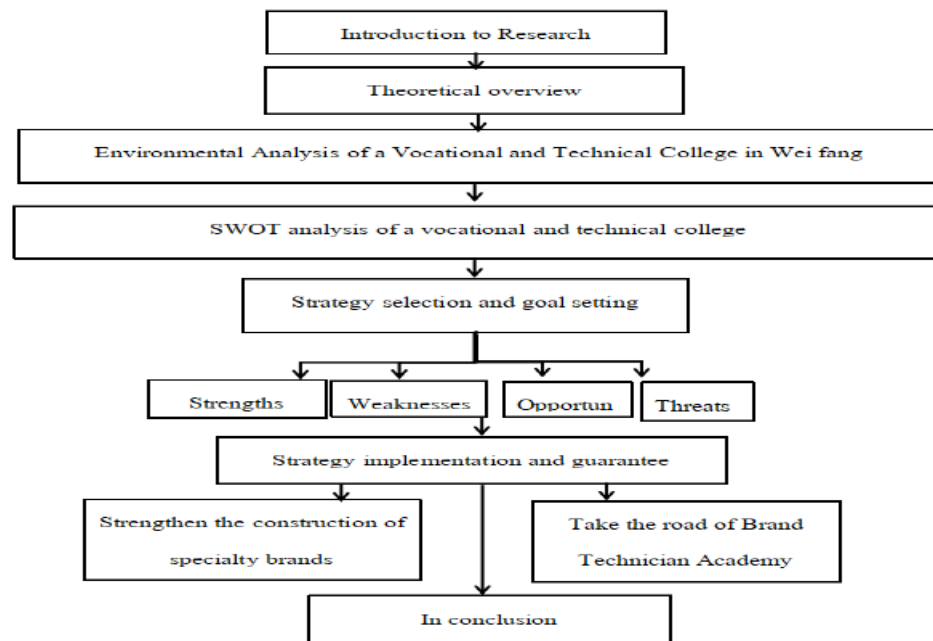 Introduction to Research
Theoretical overview
Environmental Analysis of a Vocational and Technical College in Wei fang
SWOT analysis of a vocational and technical college
Strategy selection and goal setting
Strengths
Weaknesses
Opportun
Threats
Strategy implementation and guarantee
Strengthen the construction of
specialty brands
Take the road of Brand
Technician Academy
In conclusion